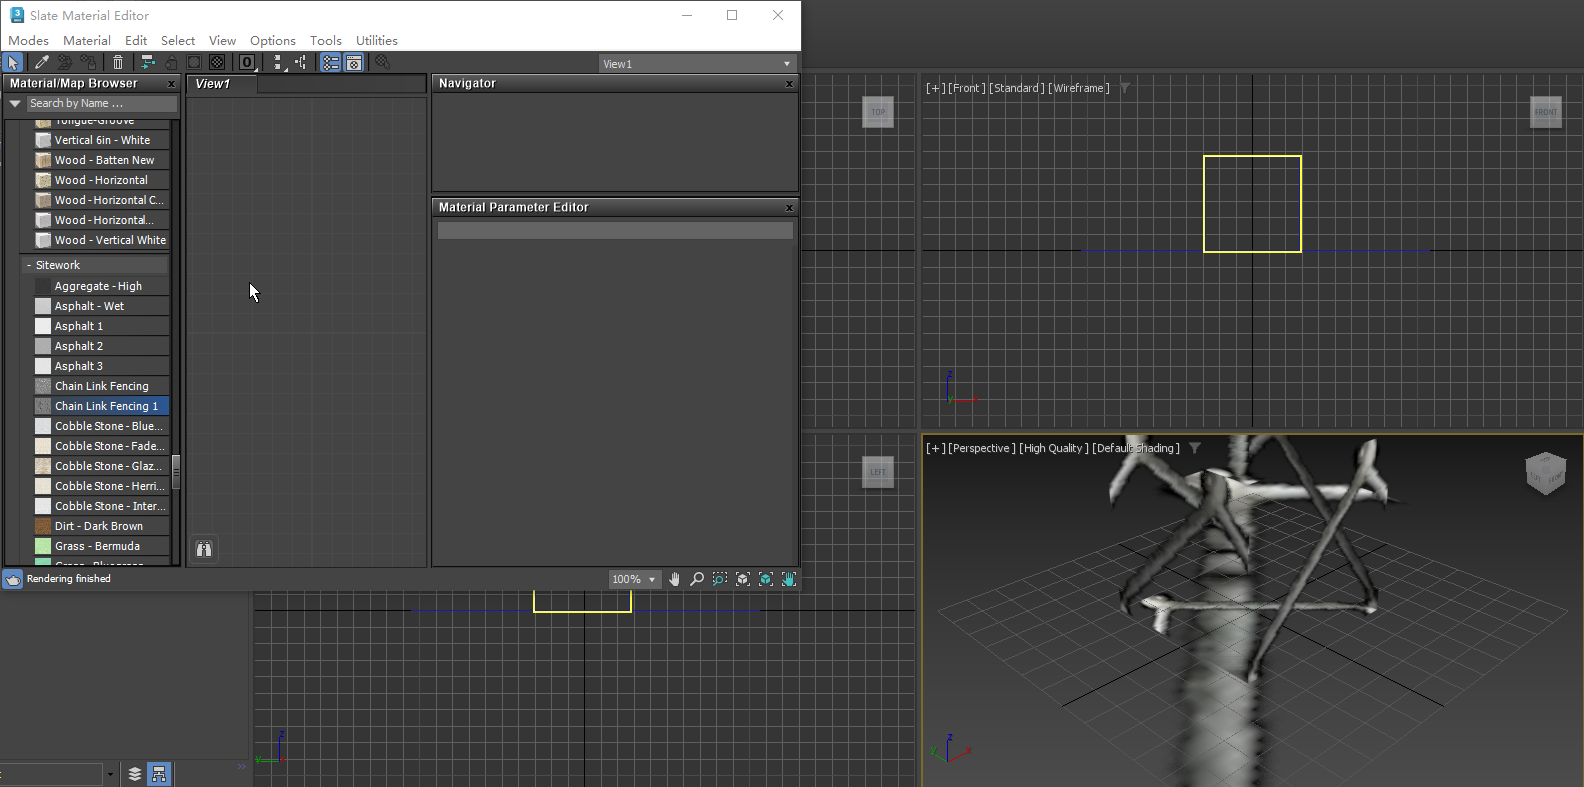 Slate Material Editor
Modes Material Edit Select View Options Tools Utilities
View1
Material/Map Browser x
View1
Navigator x
Search by Name ...
Tongue-Groove
Vertical 6in - White
Wood - Batten New
Wood - Horizontal
Wood - Horizontal C...
Wood - Horizontal...
Wood - Vertical White
- Sitework
Aggregate - High
Asphalt - Wet
Asphalt 1
Asphalt 2
Asphalt 3
Chain Link Fencing
Chain Link Fencing 1
Cobble Stone - Blue...
Cobble Stone - Fade...
Cobble Stone - Glaz...
Cobble Stone - Herri...
Cobble Stone - Inter...
Dirt - Dark Brown
Grass - Bermuda
Grass - Bluegrass
Material Parameter Editor x
Rendering finished
100%
TOP
[+] [Front] [Standard] [Wireframe]
FRONT
z
y x
LEFT
z
y x
[+] [Perspective] [High Quality] [Default Shading]
z
y x